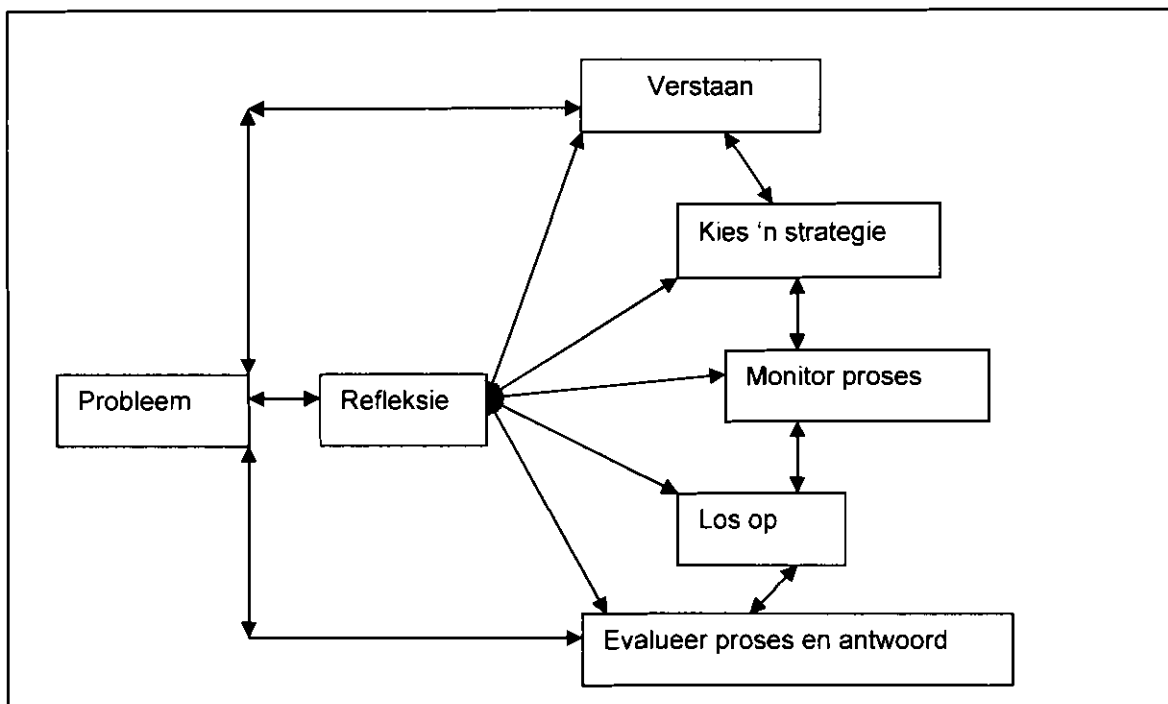 Verstaan
Kies ‘n strategie
Monitor proses
Probleem
Refleksie
Los op
Evalueer proses en antwoord